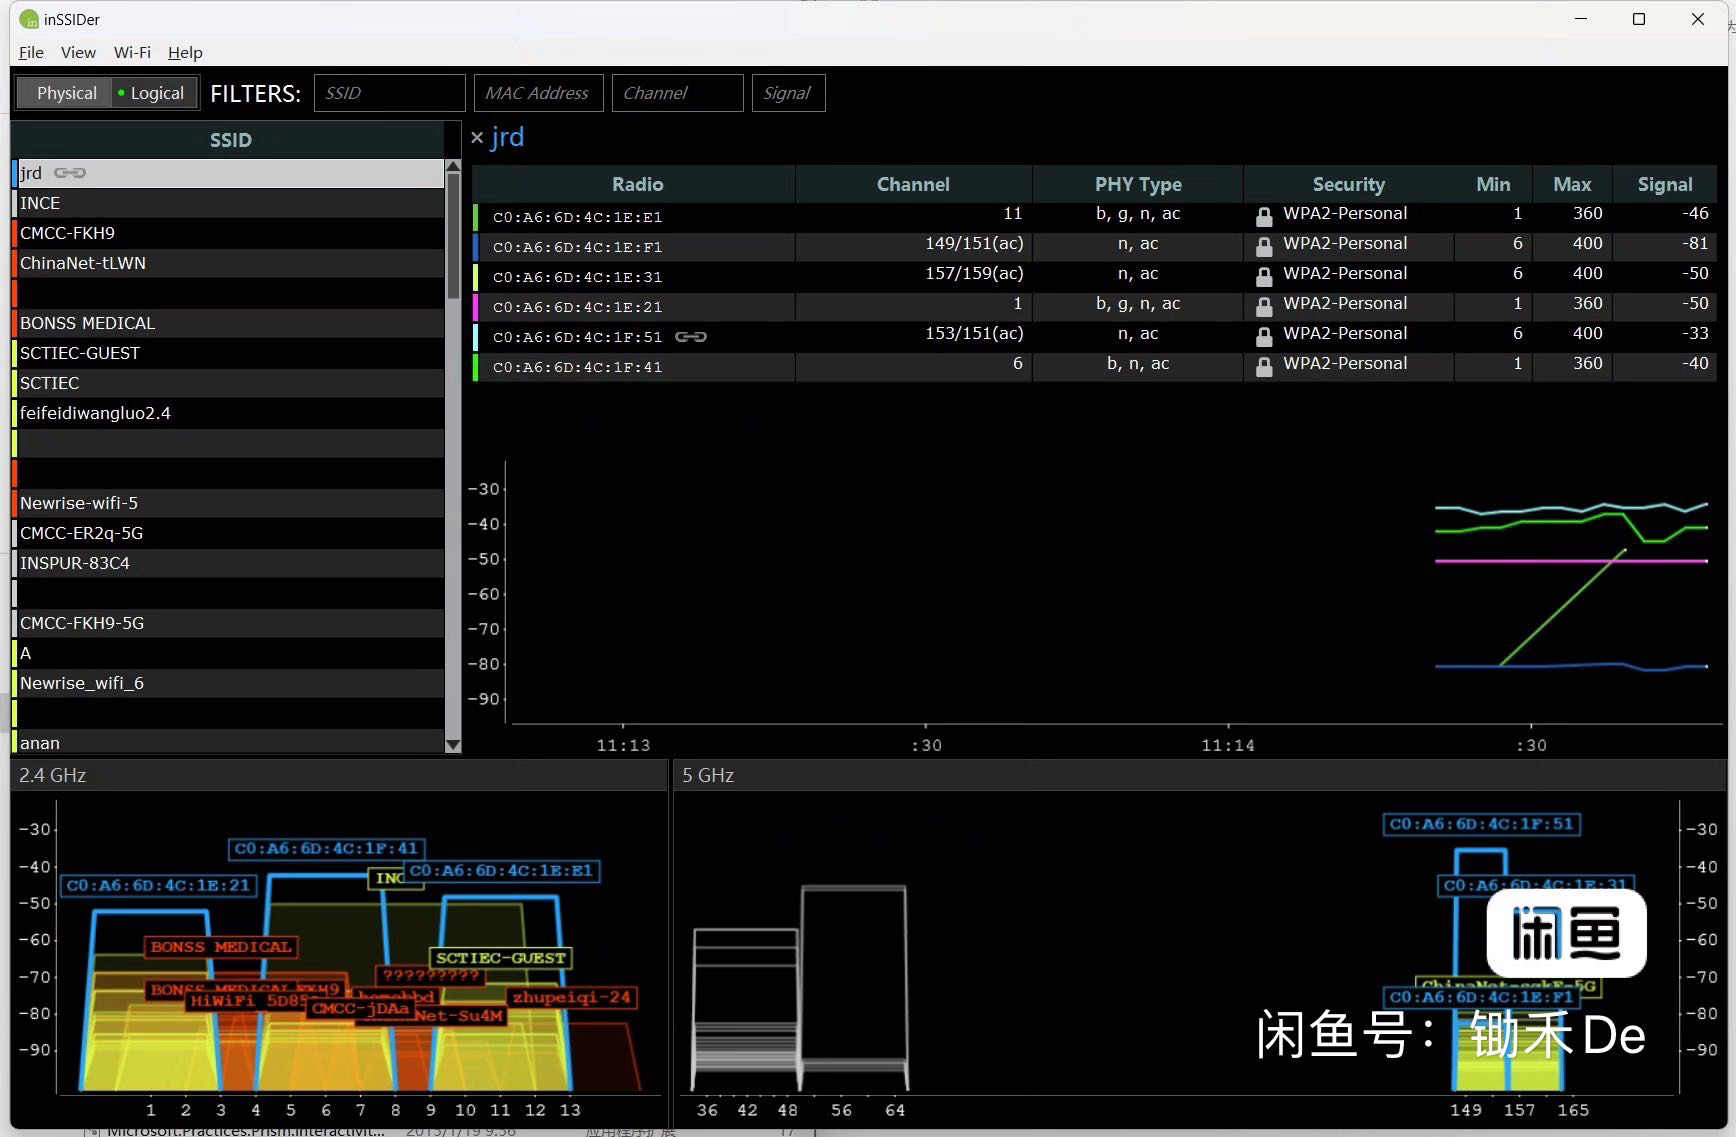 inSSIDer
File View Wi-Fi Help
Physical Logical FILTERS: SSID MAC Address Channel Signal
SSID
jrd
INCE
CMCC-FKH9
ChinaNet-tLWN
BONSS MEDICAL
SCTIEC-GUEST
SCTIEC
feifeidiwangluo2.4
Newrise-wifi-5
CMCC-ER2q-5G
INSPUR-83C4
CMCC-FKH9-5G
A
Newrise_wifi_6
anan
× jrd
Radio Channel PHY Type Security Min Max Signal
C0:A6:6D:4C:1E:E1 11 b, g, n, ac WPA2-Personal 1 360 -46
C0:A6:6D:4C:1E:F1 149/151(ac) n, ac WPA2-Personal 6 400 -81
C0:A6:6D:4C:1E:31 157/159(ac) n, ac WPA2-Personal 6 400 -50
C0:A6:6D:4C:1E:21 1 b, g, n, ac WPA2-Personal 1 360 -50
C0:A6:6D:4C:1F:51 153/151(ac) n, ac WPA2-Personal 6 400 -33
C0:A6:6D:4C:1F:41 6 b, n, ac WPA2-Personal 1 360 -40
-30
-40
-50
-60
-70
-80
-90
11:13 :30 11:14 :30
2.4 GHz
-30
-40
-50
-60
-70
-80
-90
C0:A6:6D:4C:1F:41
C0:A6:6D:4C:1E:E1
INC
C0:A6:6D:4C:1E:21
BONSS MEDICAL
SCTIEC-GUEST
?????????
BONSS MEDICAL FKH9
HiWiFi 5D85
zhupeiqi-24
CMCC-jDAa
Net-Su4M
1 2 3 4 5 6 7 8 9 10 11 12 13
5 GHz
C0:A6:6D:4C:1F:51
C0:A6:6D:4C:1E:31
C0:A6:6D:4C:1E:F1
-30
-40
-50
-60
-70
-80
-90
36 42 48 56 64 149 157 165
闲鱼
闲鱼号：锄禾De
Microsoft.Practices.Prism.Interactivit... 2015/1/19 9:56 应用程序扩展 17